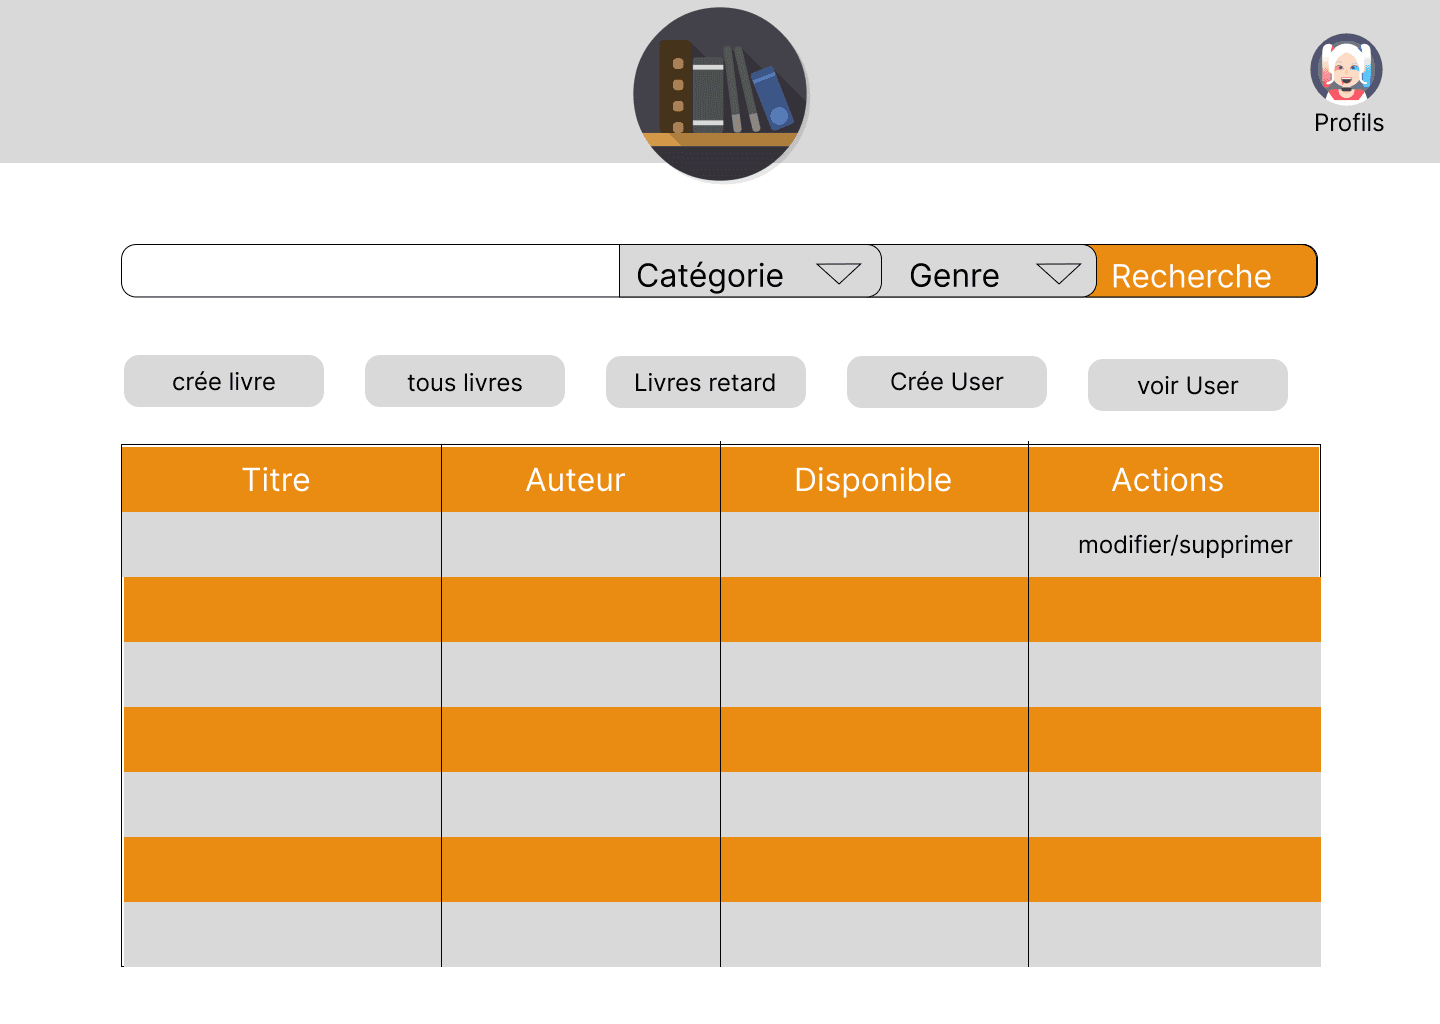 Profils
Catégorie Genre Recherche
crée livre tous livres Livres retard Crée User voir User
Titre Auteur Disponible Actions
modifier/supprimer